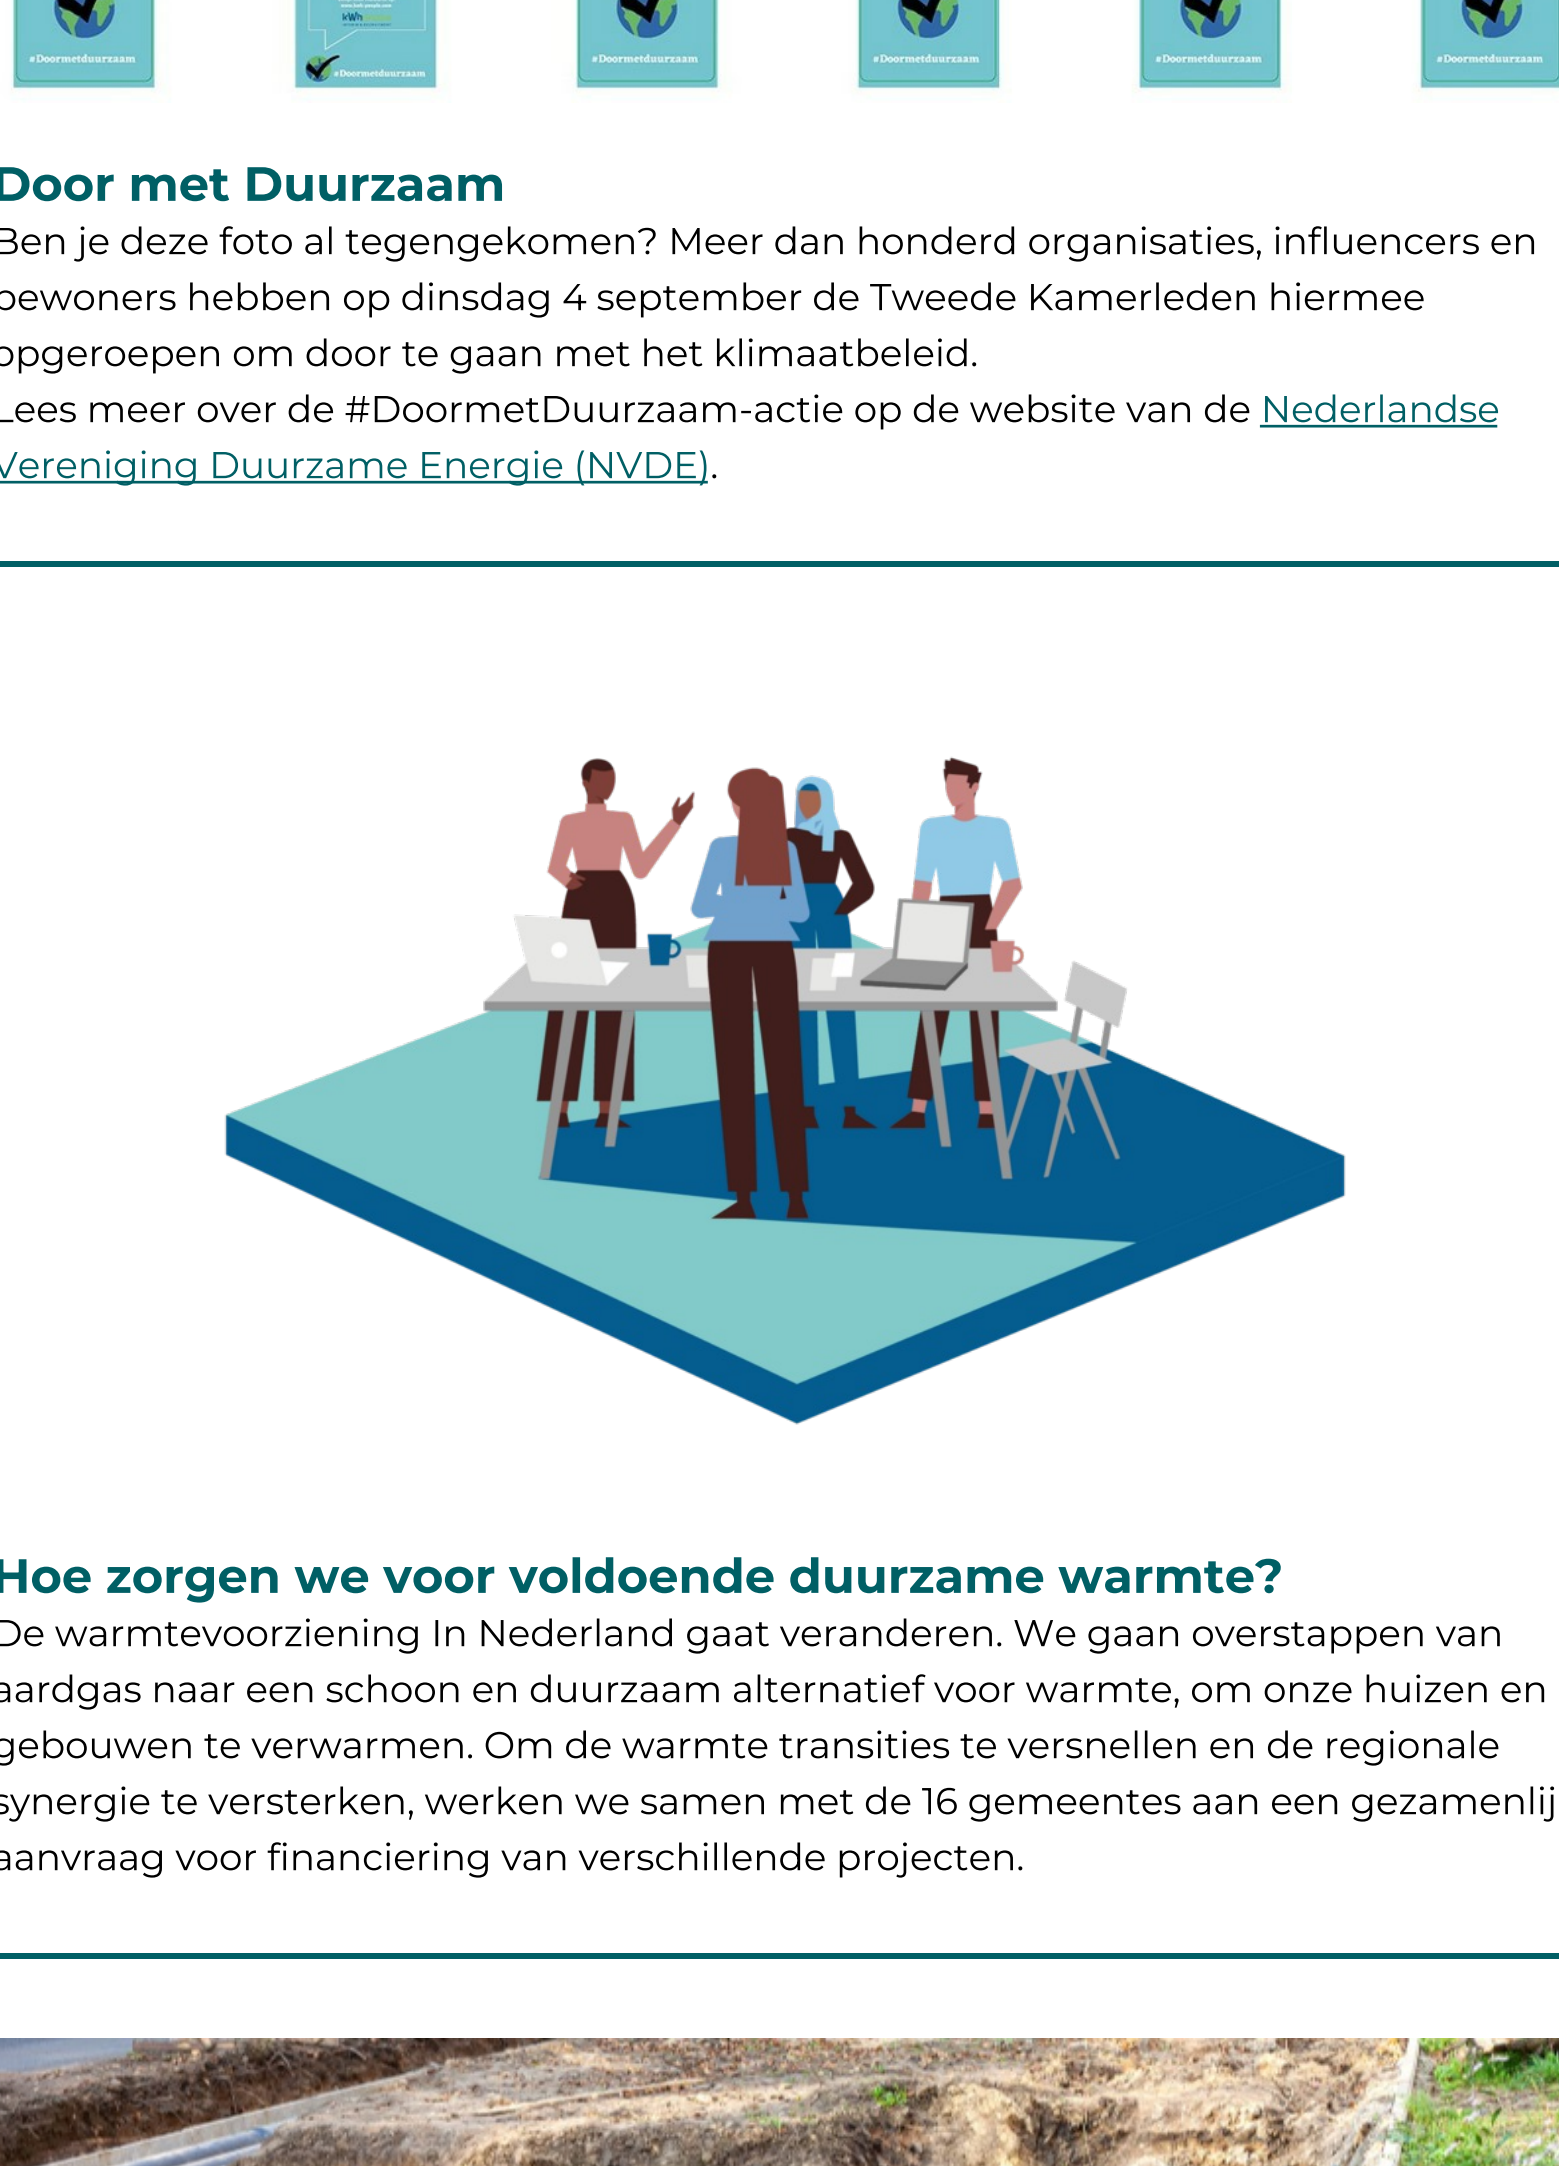 www.kwh-people.com
kWh
#Doormetduurzaam
#Doormetduurzaam
#Doormetduurzaam
#Doormetduurzaam
#Doormetduurzaam
#Doormetduurzaam
Door met Duurzaam
Ben je deze foto al tegengekomen? Meer dan honderd organisaties, influencers en
bewoners hebben op dinsdag 4 september de Tweede Kamerleden hiermee
opgeroepen om door te gaan met het klimaatbeleid.
Lees meer over de #DoormetDuurzaam-actie op de website van de Nederlandse
Vereniging Duurzame Energie (NVDE).
Hoe zorgen we voor voldoende duurzame warmte?
De warmtevoorziening In Nederland gaat veranderen. We gaan overstappen van
aardgas naar een schoon en duurzaam alternatief voor warmte, om onze huizen en
gebouwen te verwarmen. Om de warmte transities te versnellen en de regionale
synergie te versterken, werken we samen met de 16 gemeentes aan een gezamenlij
aanvraag voor financiering van verschillende projecten.